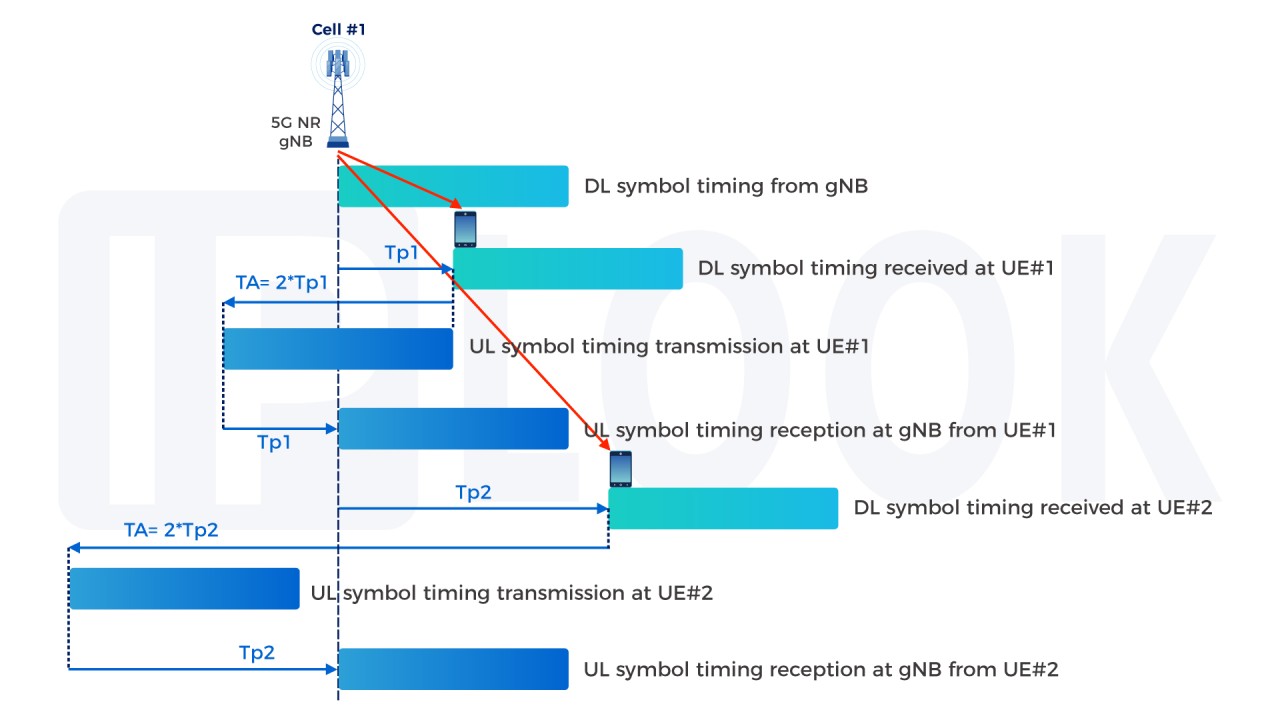 Cell #1
5G NR
gNB
DL symbol timing from gNB
Tp1
DL symbol timing received at UE#1
TA= 2*Tp1
UL symbol timing transmission at UE#1
UL symbol timing reception at gNB from UE#1
Tp1
Tp2
DL symbol timing received at UE#2
TA= 2*Tp2
UL symbol timing transmission at UE#2
Tp2
UL symbol timing reception at gNB from UE#2
IPLOOK